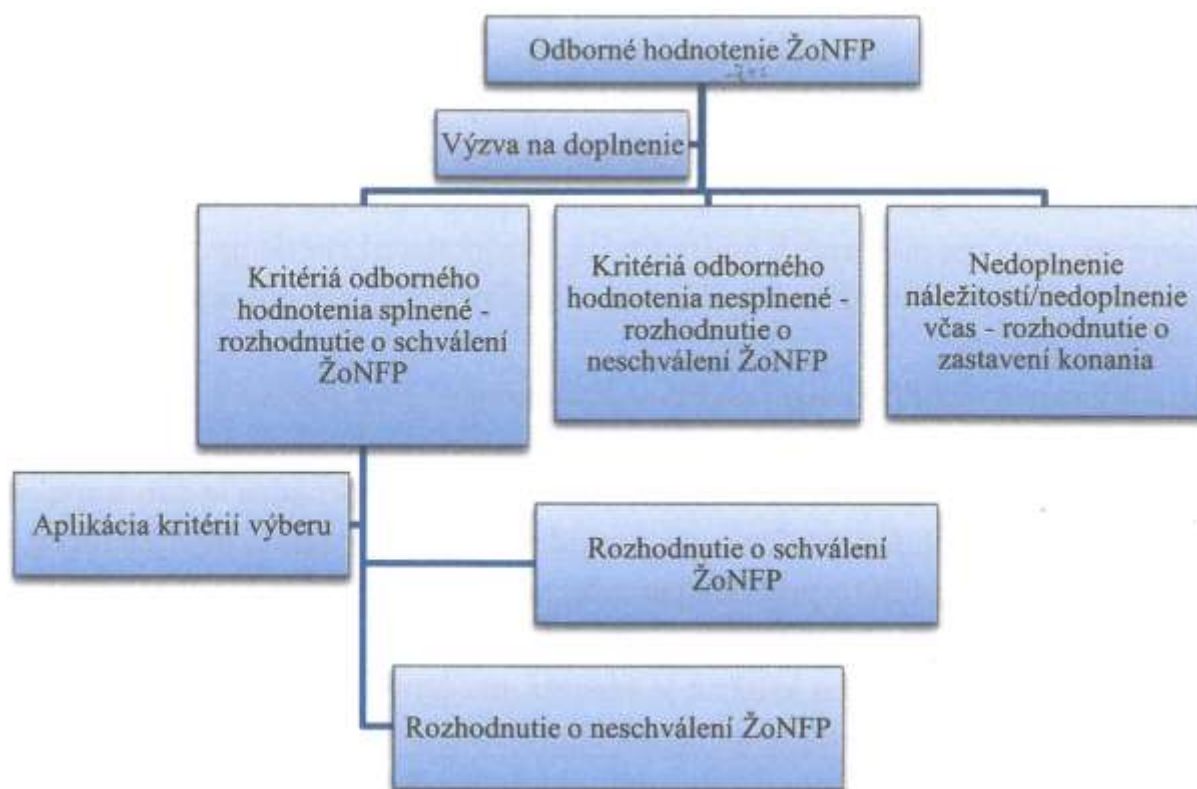 Odborné hodnotenie ŽoNFP
Výzva na doplnenie
Kritériá odborného
hodnotenia splnené -
rozhodnutie o schválení
ŽoNFP
Kritériá odborného
hodnotenia nesplnené -
rozhodnutie o
neschválení ŽoNFP
Nedoplnenie
náležitostí/nedoplnenie
včas - rozhodnutie o
zastavení konania
Aplikácia kritérií výberu
Rozhodnutie o schválení
ŽoNFP
Rozhodnutie o neschválení ŽoNFP